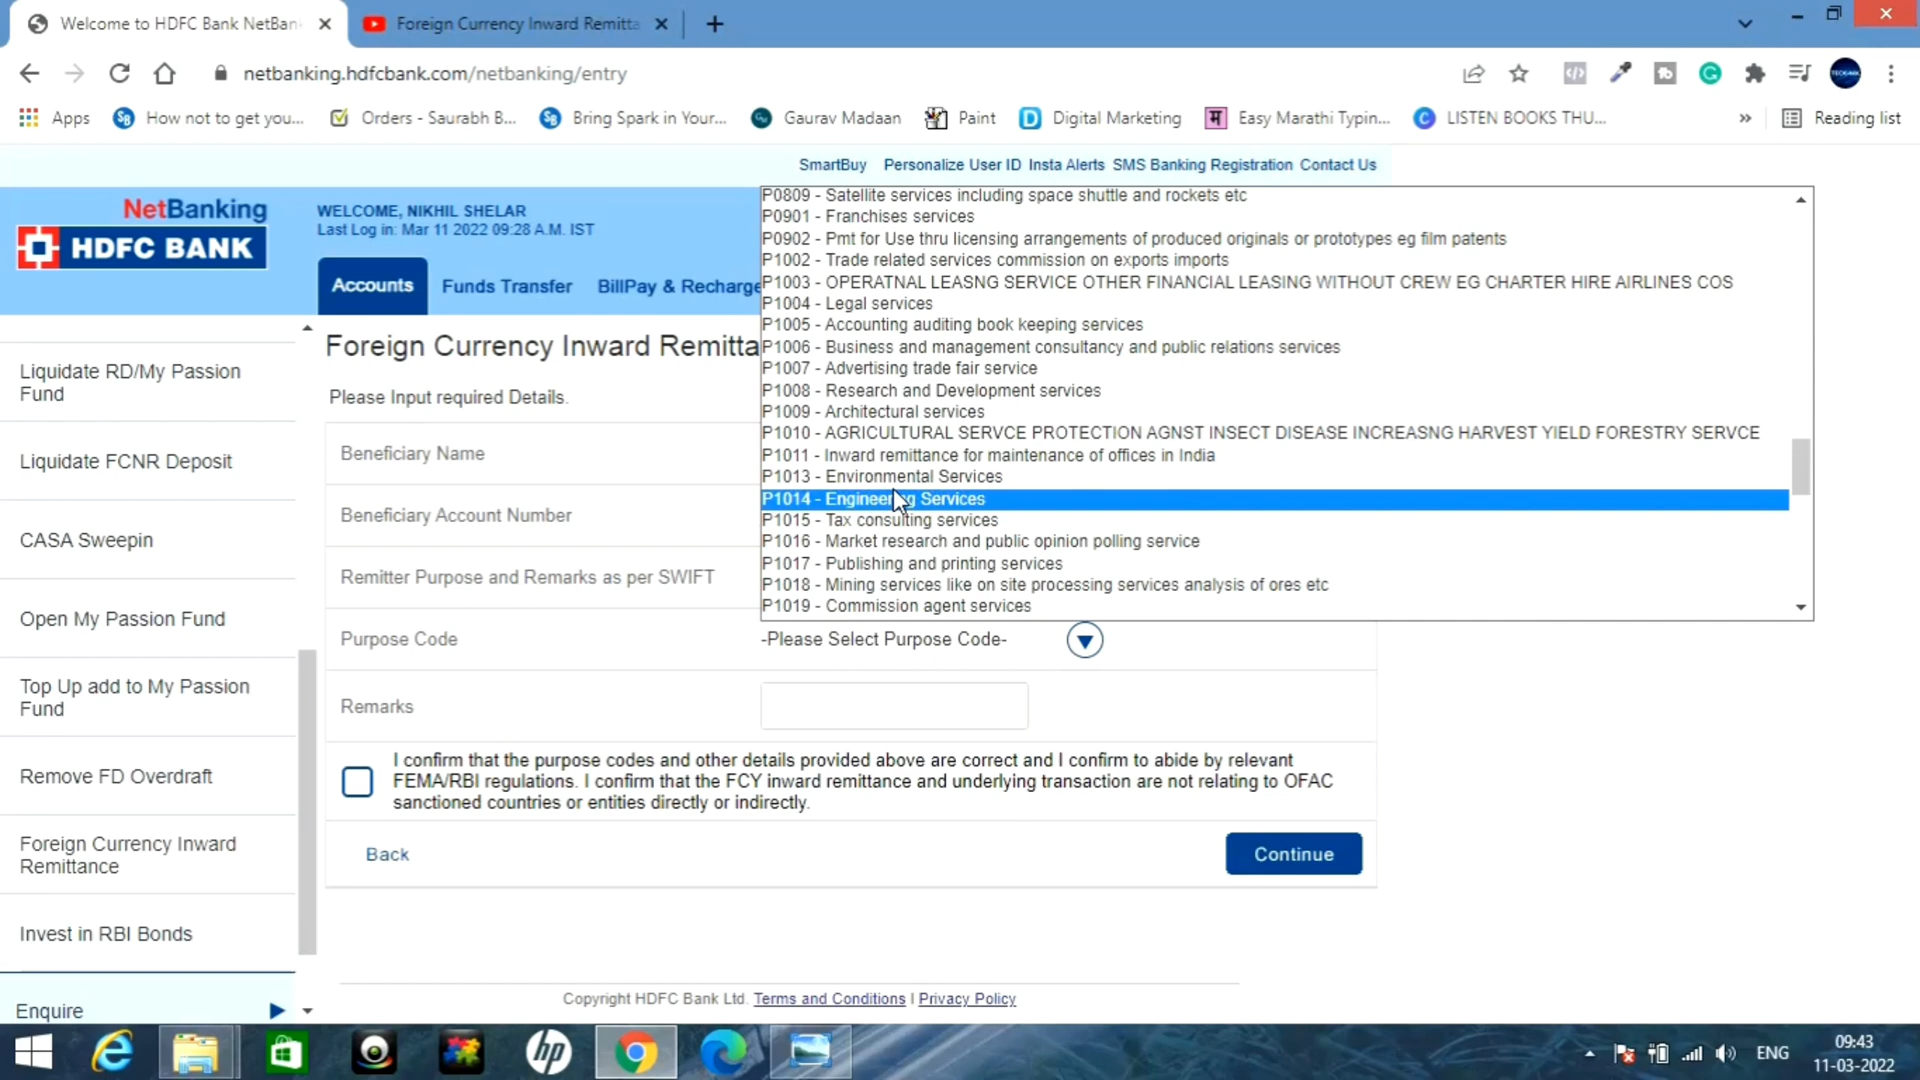 Welcome to HDFC Bank NetBan
Foreign Currency Inward Remitta
netbanking.hdfcbank.com/netbanking/entry
Apps
How not to get you...
Orders - Saurabh B...
Bring Spark in Your...
Gaurav Madaan
Paint
Digital Marketing
Easy Marathi Typin...
LISTEN BOOKS THU...
Reading list
SmartBuy Personalize User ID Insta Alerts SMS Banking Registration Contact Us
NetBanking
HDFC BANK
WELCOME, NIKHIL SHELAR
Last Log in: Mar 11 2022 09:28 A.M. IST
Accounts
Funds Transfer
BillPay & Recharge
P0809 - Satellite services including space shuttle and rockets etc
P0901 - Franchises services
P0902 - Pmt for Use thru licensing arrangements of produced originals or prototypes eg film patents
P1002 - Trade related services commission on exports imports
P1003 - OPERATNAL LEASNG SERVICE OTHER FINANCIAL LEASING WITHOUT CREW EG CHARTER HIRE AIRLINES COS
P1004 - Legal services
P1005 - Accounting auditing book keeping services
P1006 - Business and management consultancy and public relations services
P1007 - Advertising trade fair service
P1008 - Research and Development services
P1009 - Architectural services
P1010 - AGRICULTURAL SERVCE PROTECTION AGNST INSECT DISEASE INCREASNG HARVEST YIELD FORESTRY SERVCE
P1011 - Inward remittance for maintenance of offices in India
P1013 - Environmental Services
P1014 - Engineering Services
P1015 - Tax consulting services
P1016 - Market research and public opinion polling service
P1017 - Publishing and printing services
P1018 - Mining services like on site processing services analysis of ores etc
P1019 - Commission agent services
Liquidate RD/My Passion
Fund
Liquidate FCNR Deposit
CASA Sweepin
Open My Passion Fund
Top Up add to My Passion
Fund
Remove FD Overdraft
Foreign Currency Inward
Remittance
Invest in RBI Bonds
Enquire
Foreign Currency Inward Remitta
Please Input required Details.
Beneficiary Name
Beneficiary Account Number
Remitter Purpose and Remarks as per SWIFT
Purpose Code
-Please Select Purpose Code-
Remarks
I confirm that the purpose codes and other details provided above are correct and I confirm to abide by relevant
FEMA/RBI regulations. I confirm that the FCY inward remittance and underlying transaction are not relating to OFAC
sanctioned countries or entities directly or indirectly.
Back
Continue
Copyright HDFC Bank Ltd. Terms and Conditions | Privacy Policy
ENG
09:43
11-03-2022